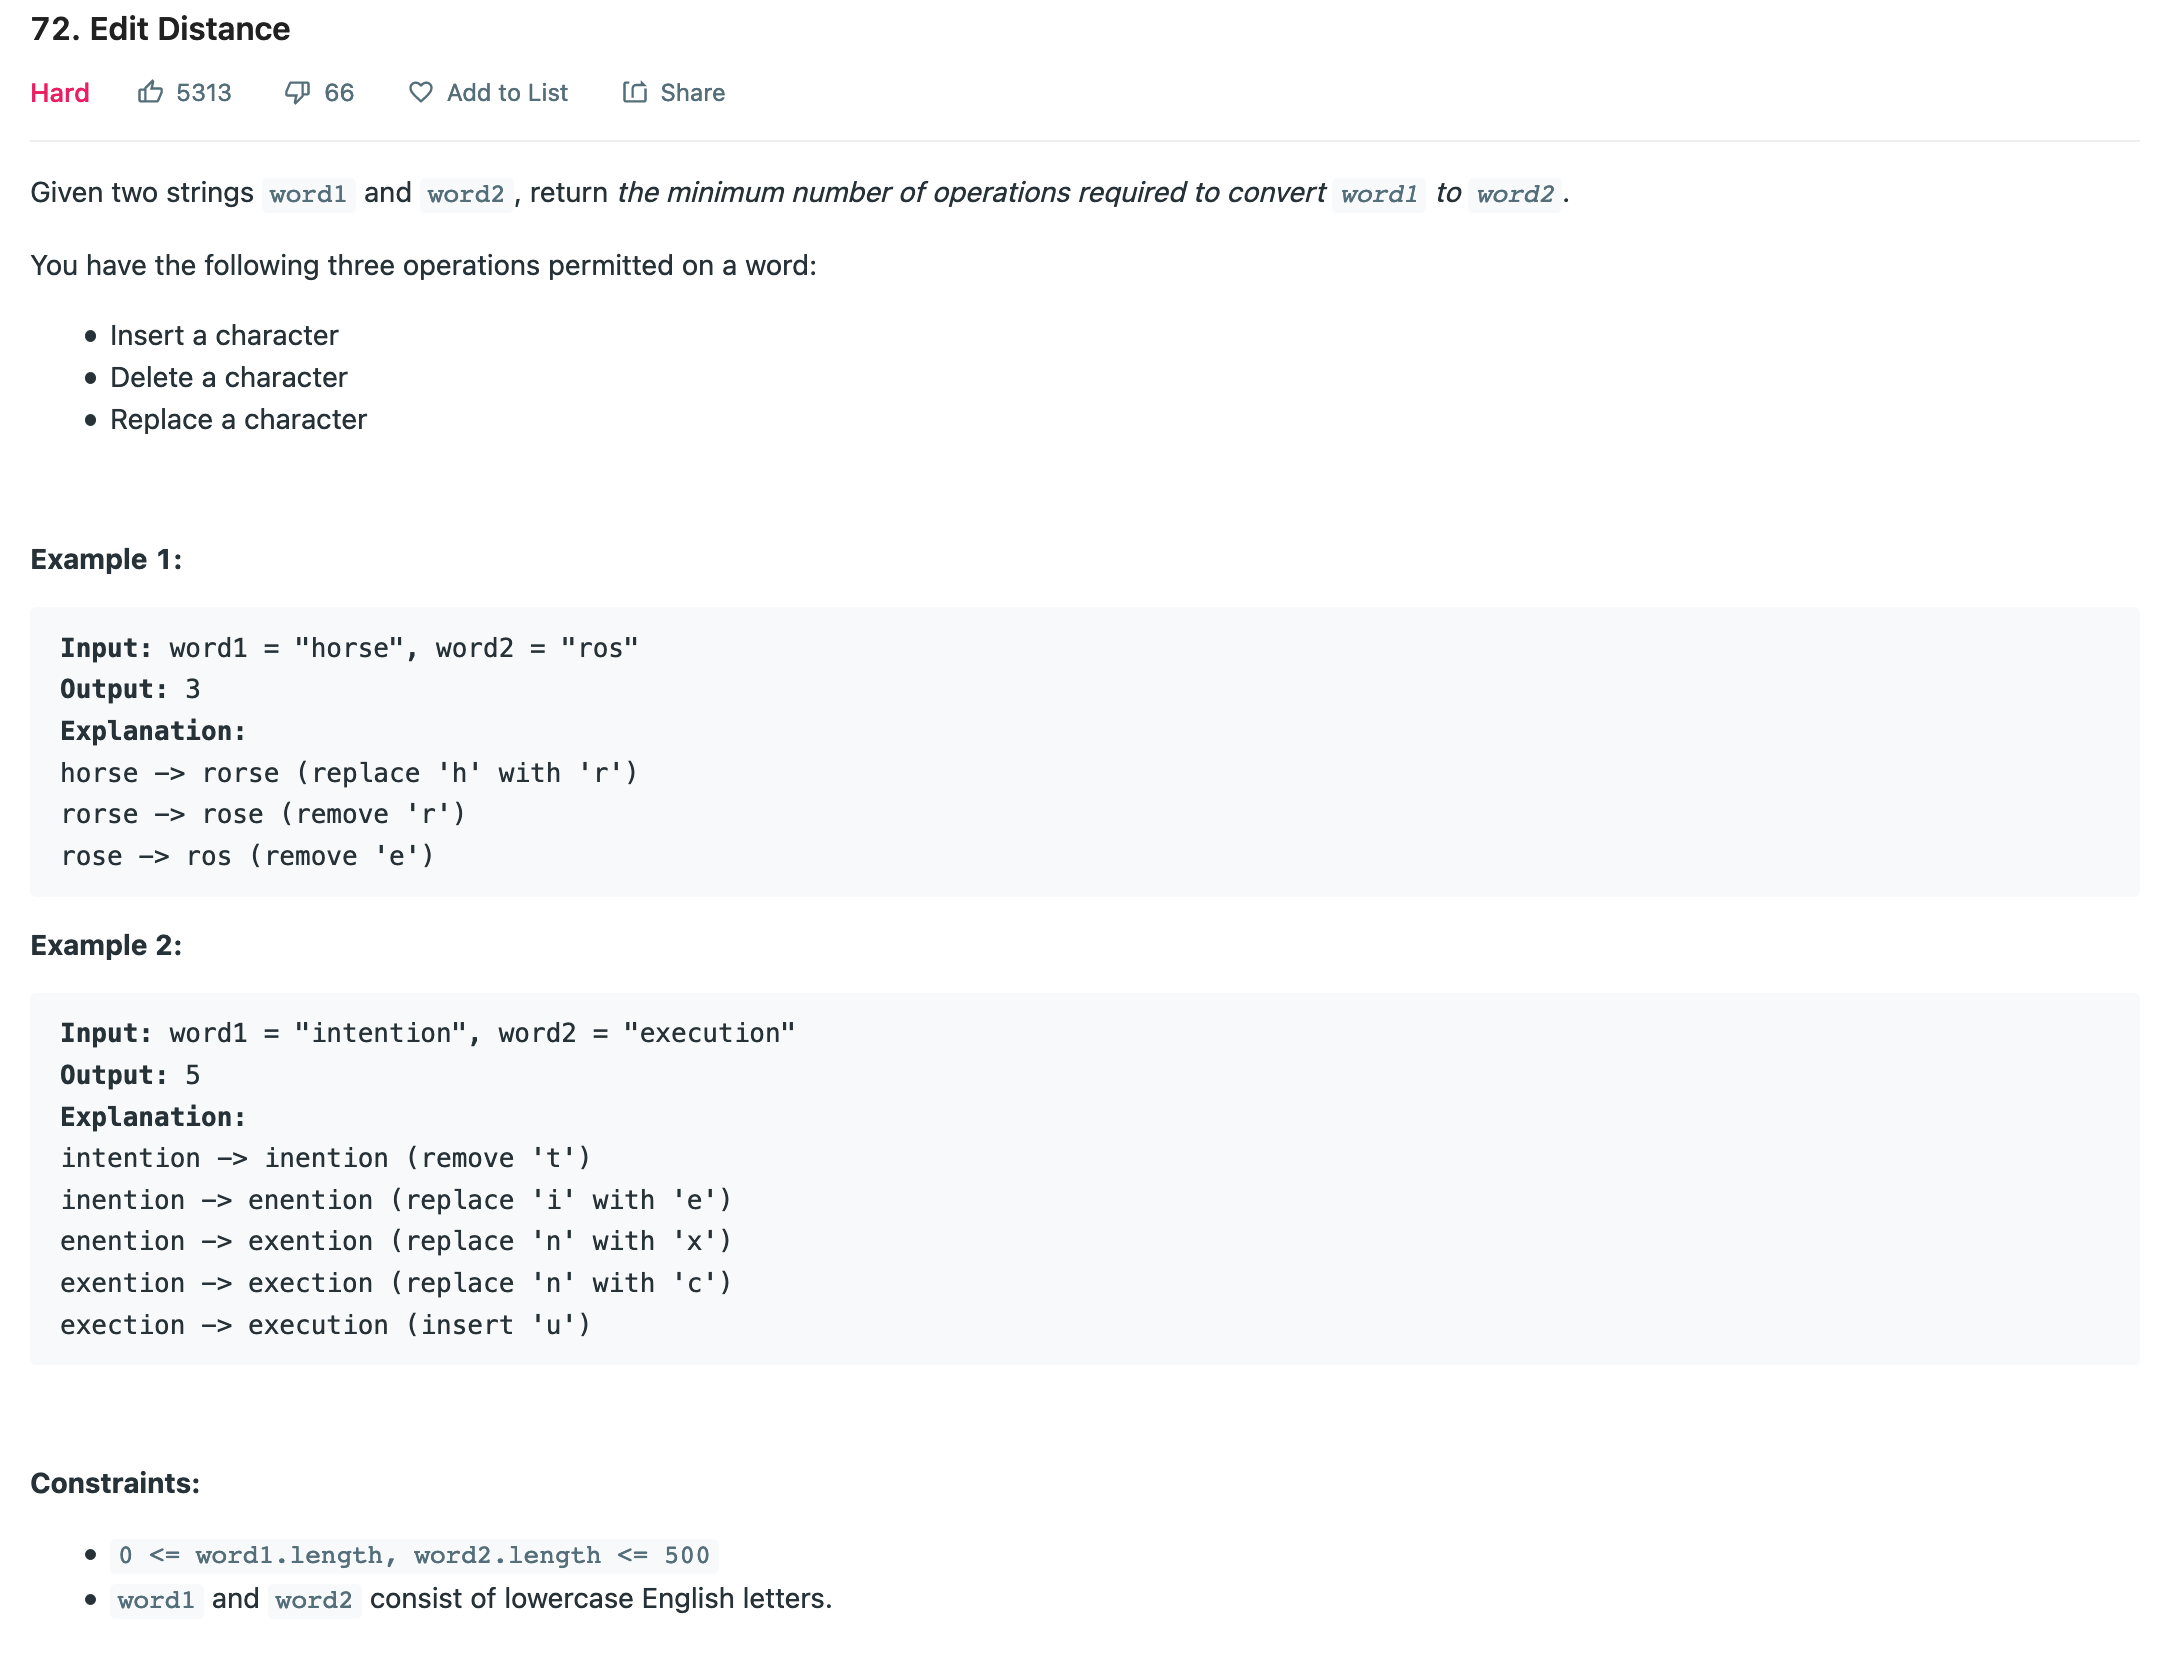 72. Edit Distance
Hard 5313 66 Add to List Share
Given two strings word1 and word2, return the minimum number of operations required to convert word1 to word2.
You have the following three operations permitted on a word:
• Insert a character
• Delete a character
• Replace a character
Example 1:
Input: word1 = "horse", word2 = "ros"
Output: 3
Explanation:
horse -> rorse (replace 'h' with 'r')
rorse -> rose (remove 'r')
rose -> ros (remove 'e')
Example 2:
Input: word1 = "intention", word2 = "execution"
Output: 5
Explanation:
intention -> inention (remove 't')
inention -> enention (replace 'i' with 'e')
enention -> exention (replace 'n' with 'x')
exention -> exection (replace 'n' with 'c')
exection -> execution (insert 'u')
Constraints:
• 0 <= word1.length, word2.length <= 500
• word1 and word2 consist of lowercase English letters.